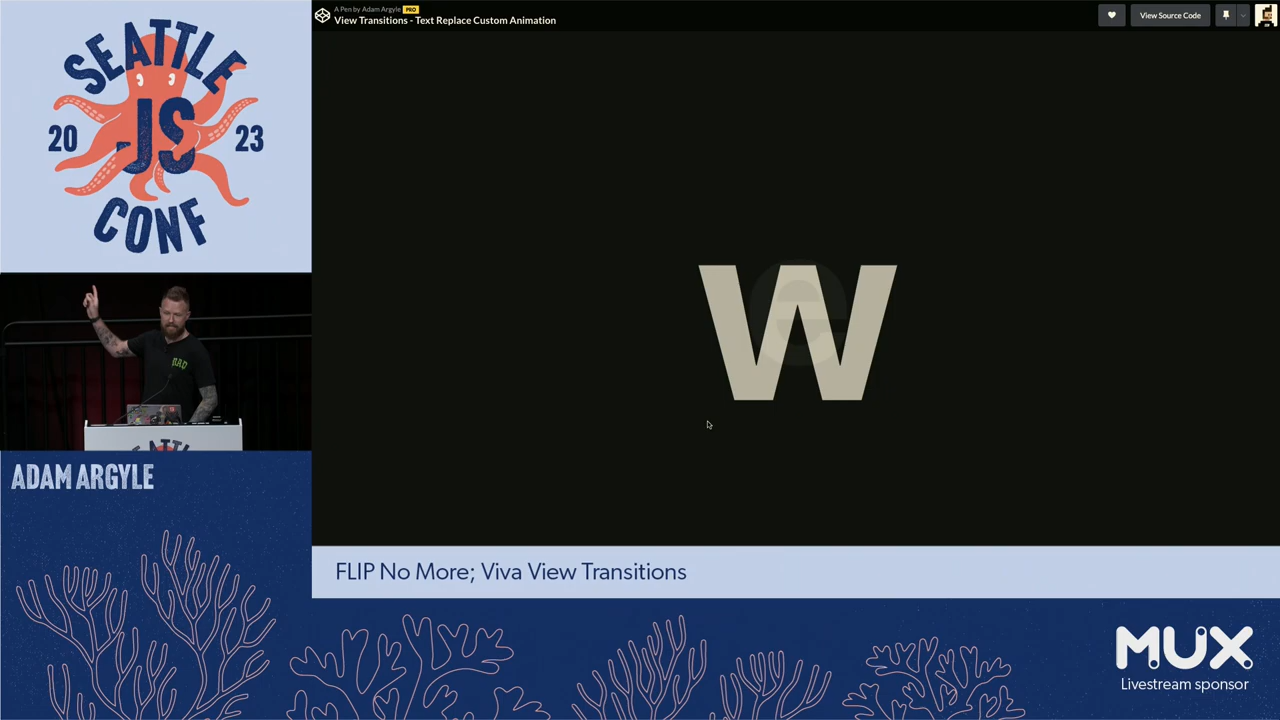 SEATTLE
JS
20 23
CONF
A Pen by Adam Argyle PRO
View Transitions - Text Replace Custom Animation
View Source Code
W
e
RAD
ADAM ARGYLE
FLIP No More; Viva View Transitions
MUX
Livestream sponsor